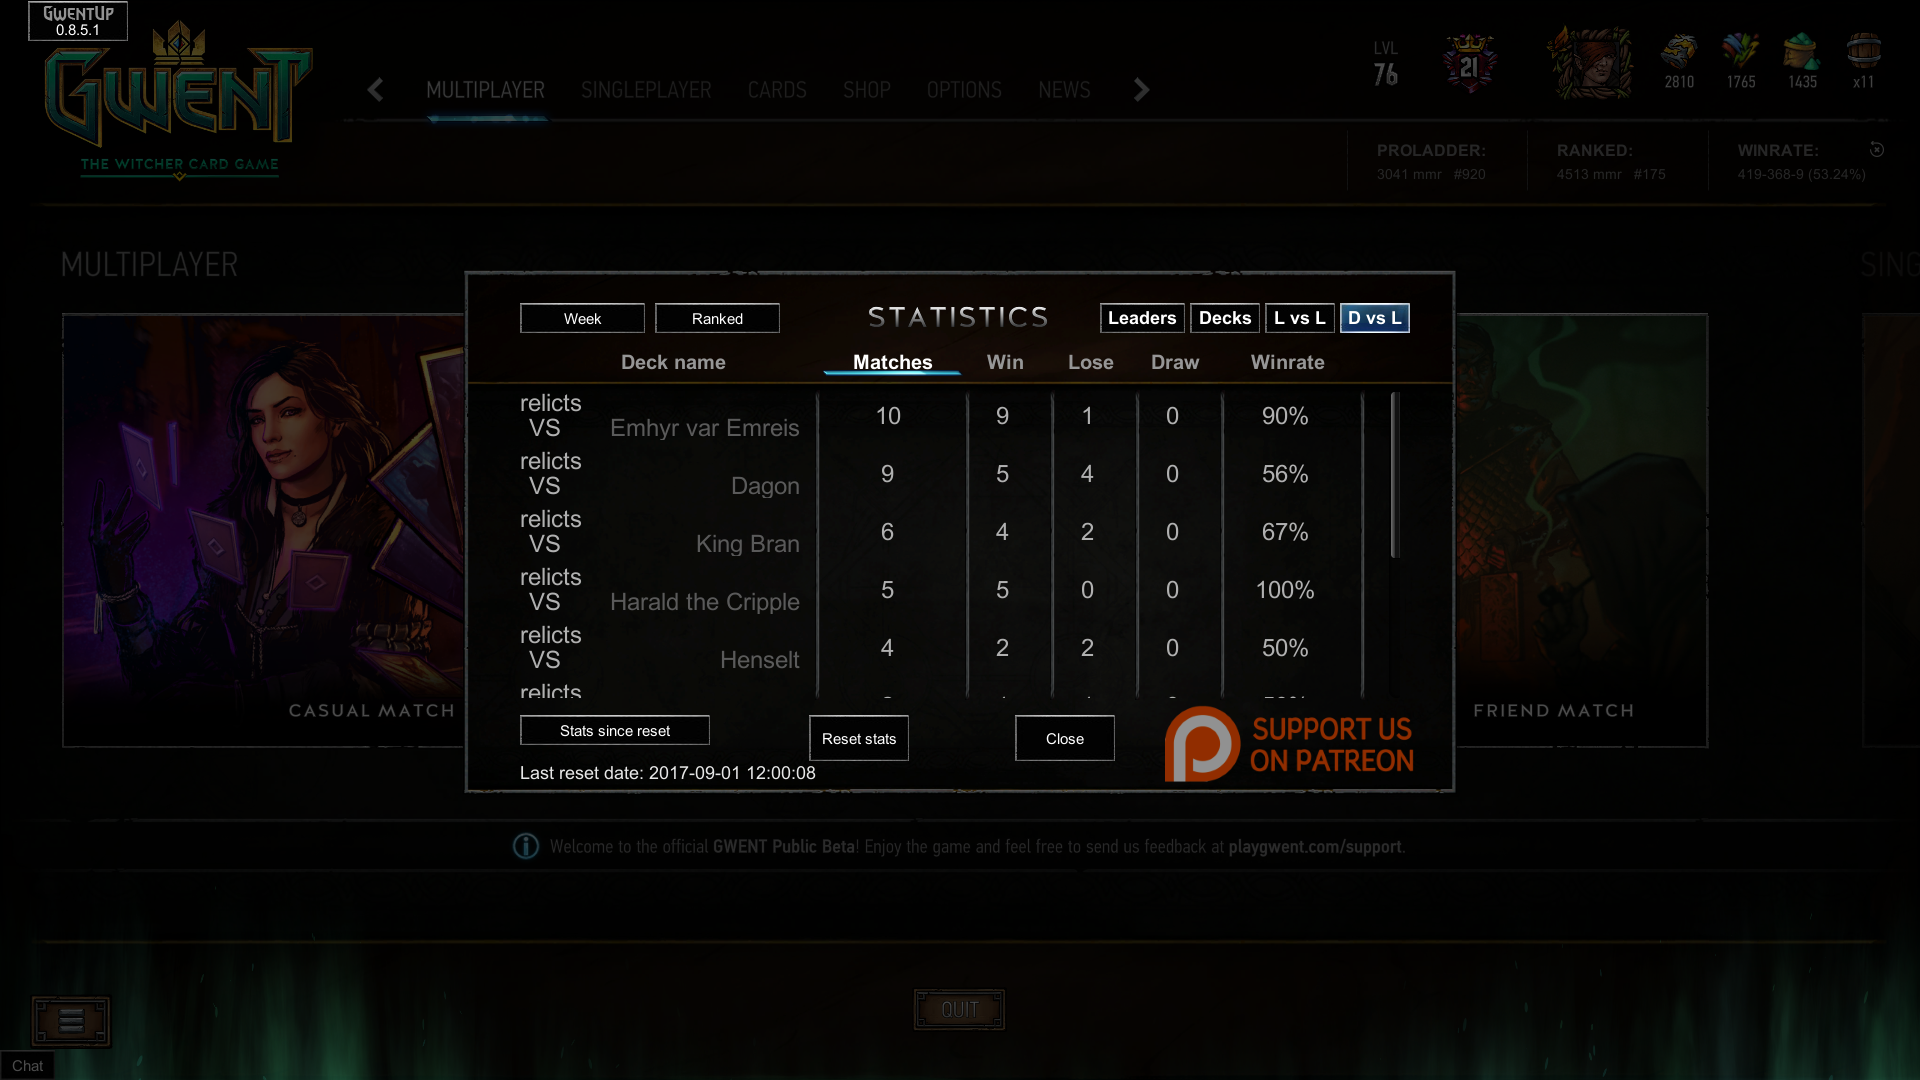 GWENTUP
0.8.5.1
GWENT
THE WITCHER CARD GAME
MULTIPLAYER SINGLEPLAYER CARDS SHOP OPTIONS NEWS
LVL
76
21
2810 1765 1435 x11
PROLADDER: RANKED: WINRATE:
3041 mmr #920 4513 mmr #175 419-368-9 (53.24%)
MULTIPLAYER
SING
Week Ranked STATISTICS Leaders Decks L vs L D vs L
Deck name Matches Win Lose Draw Winrate
relicts
VS Emhyr var Emreis 10 9 1 0 90%
relicts
VS Dagon 9 5 4 0 56%
relicts
VS King Bran 6 4 2 0 67%
relicts
VS Harald the Cripple 5 5 0 0 100%
relicts
VS Henselt 4 2 2 0 50%
relicts
CASUAL MATCH
FRIEND MATCH
Stats since reset Reset stats Close
SUPPORT US
ON PATREON
Last reset date: 2017-09-01 12:00:08
Welcome to the official GWENT Public Beta! Enjoy the game and feel free to send us feedback at playgwent.com/support.
QUIT
Chat